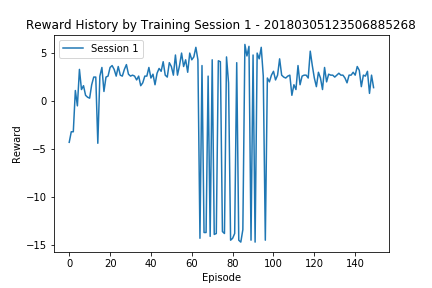 Reward History by Training Session 1 - 20180305123506885268
Session 1
5
0
−5
−10
−15
Reward
0 20 40 60 80 100 120 140
Episode